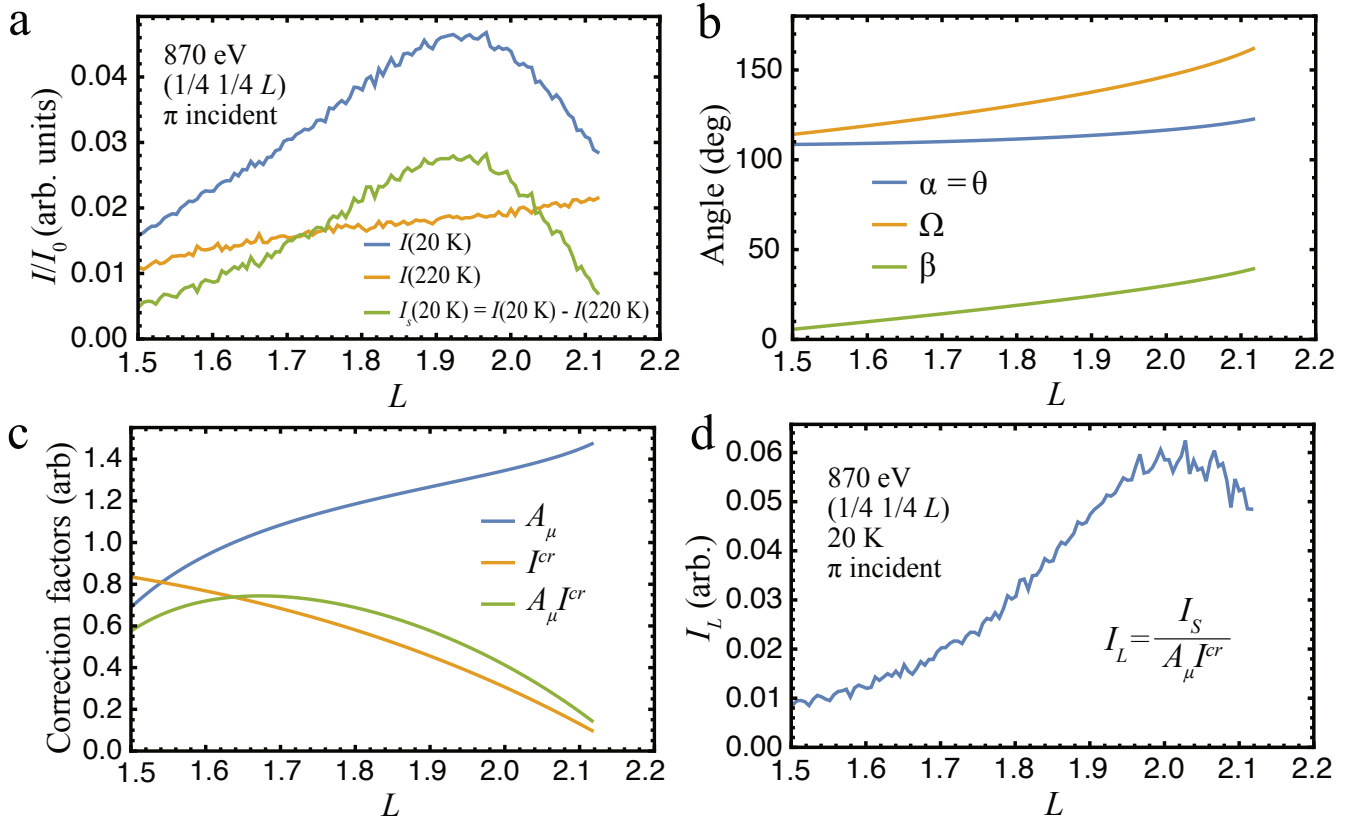 a
870 eV
(1/4 1/4 L)
π incident
I/I0 (arb. units)
0.04
0.03
0.02
0.01
0.00
I(20 K)
I(220 K)
Is(20 K) = I(20 K) - I(220 K)
1.5 1.6 1.7 1.8 1.9 2.0 2.1 2.2
L
b
Angle (deg)
150
100
50
0
α = θ
Ω
β
1.5 1.6 1.7 1.8 1.9 2.0 2.1 2.2
L
c
Correction factors (arb)
1.4
1.2
1.0
0.8
0.6
0.4
0.2
0.0
Aμ
Icr
AμIcr
1.5 1.6 1.7 1.8 1.9 2.0 2.1 2.2
L
d
IL (arb.)
0.06
0.05
0.04
0.03
0.02
0.01
0.00
870 eV
(1/4 1/4 L)
20 K
π incident
IL = IS / AμIcr
1.5 1.6 1.7 1.8 1.9 2.0 2.1 2.2
L